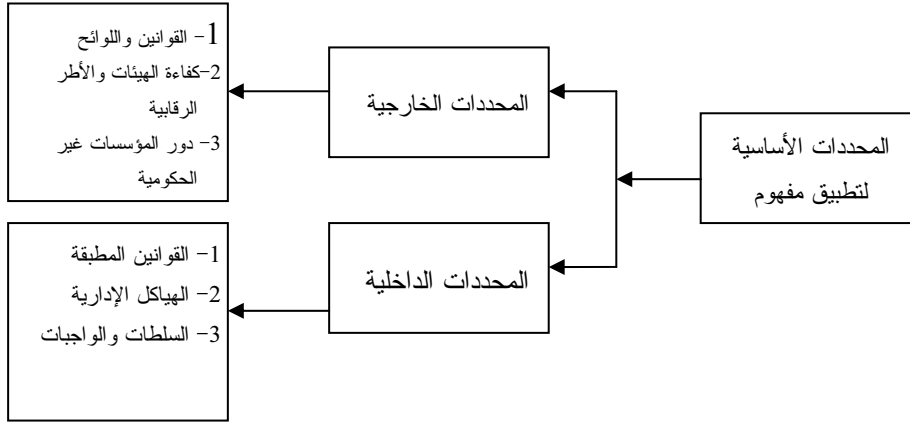 المحددات الأساسية
لتطبيق مفهوم
المحددات الخارجية
1- القوانين واللوائح
2-كفاءة الهيئات والأطر
الرقابية
3- دور المؤسسات غير
الحكومية
المحددات الداخلية
1- القوانين المطبقة
2- الهياكل الإدارية
3- السلطات والواجبات